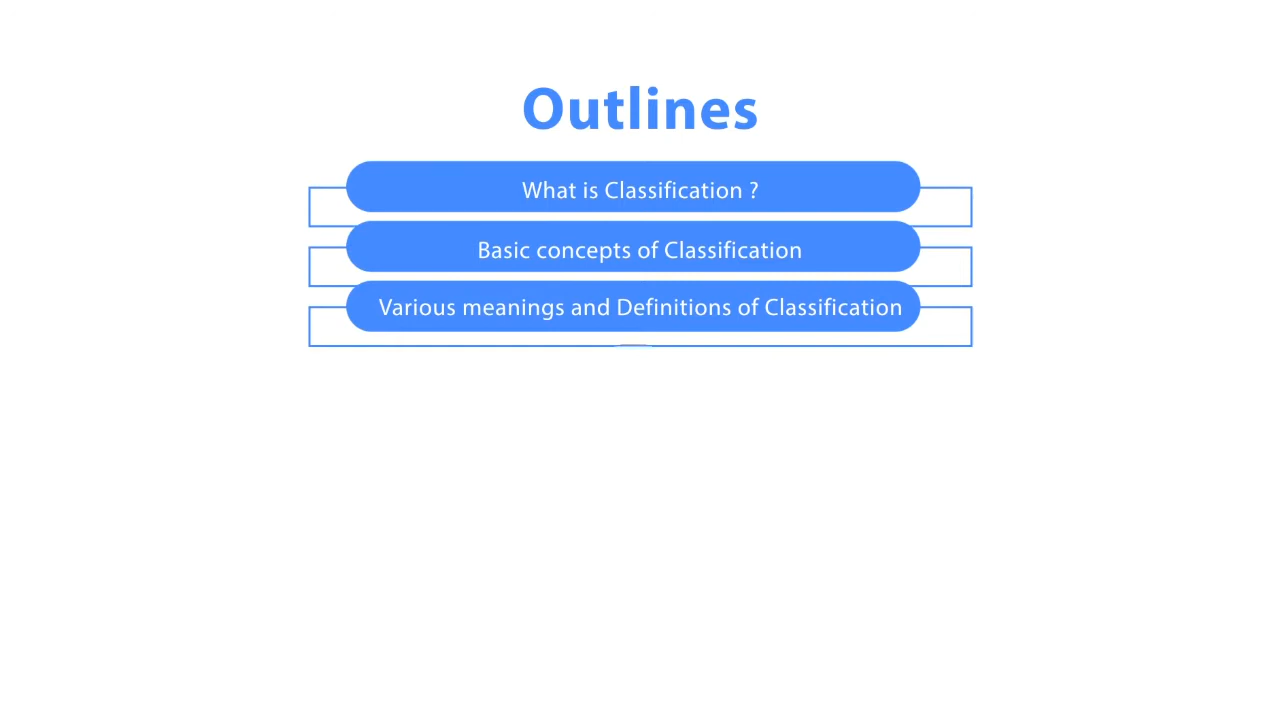 Outlines
What is Classification ?
Basic concepts of Classification
Various meanings and Definitions of Classification